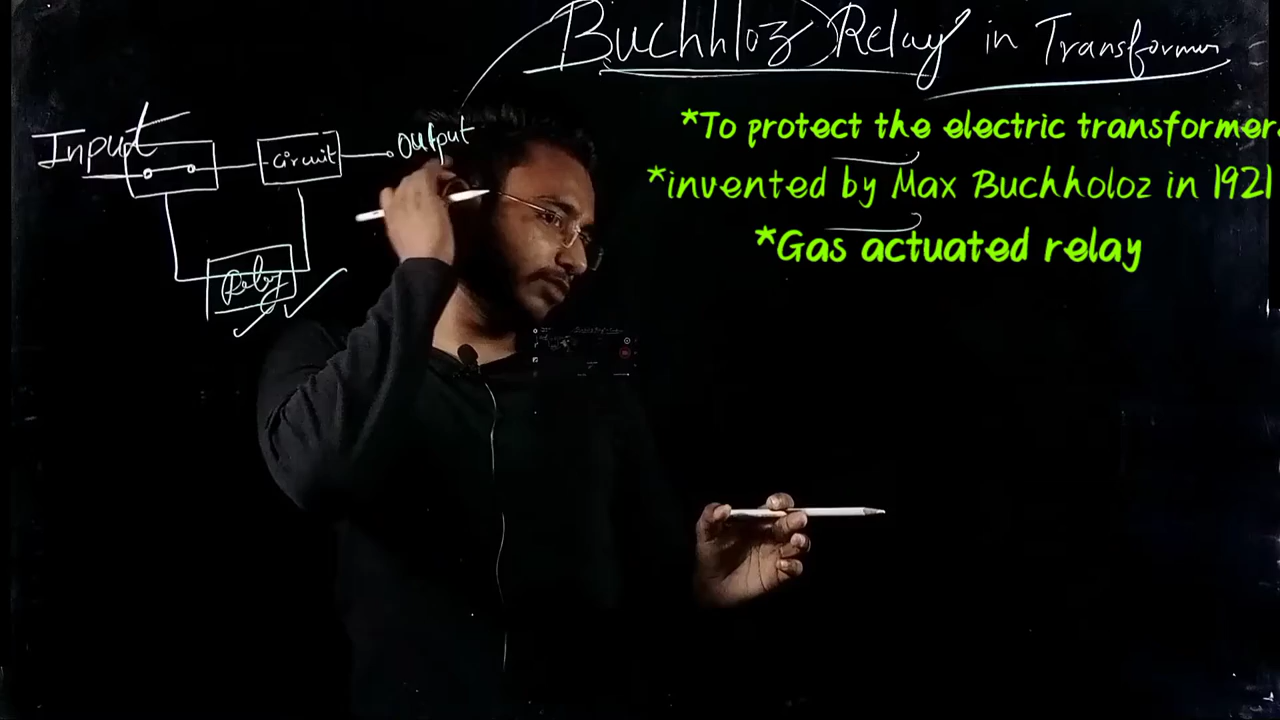 Buchhloz Relay in Transformer
*To protect the electric transformer.
*invented by Max Buchholoz in 1921
*Gas actuated relay
Input
circuit
output
Relay